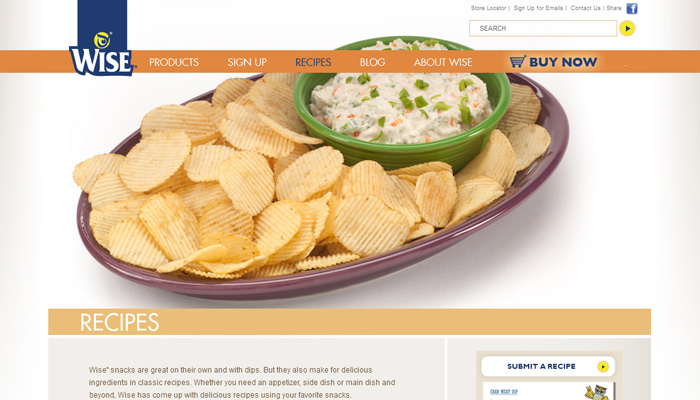 Store Locator | Sign Up for Emails | Contact Us | Share
SEARCH
WISE
PRODUCTS SIGN UP RECIPES BLOG ABOUT WISE BUY NOW
RECIPES
Wise® snacks are great on their own and with dips. But they also make for delicious
ingredients in classic recipes. Whether you need an appetizer, side dish or main dish and
beyond, Wise has come up with delicious recipes using your favorite snacks.
SUBMIT A RECIPE
CRAB MEAT DIP